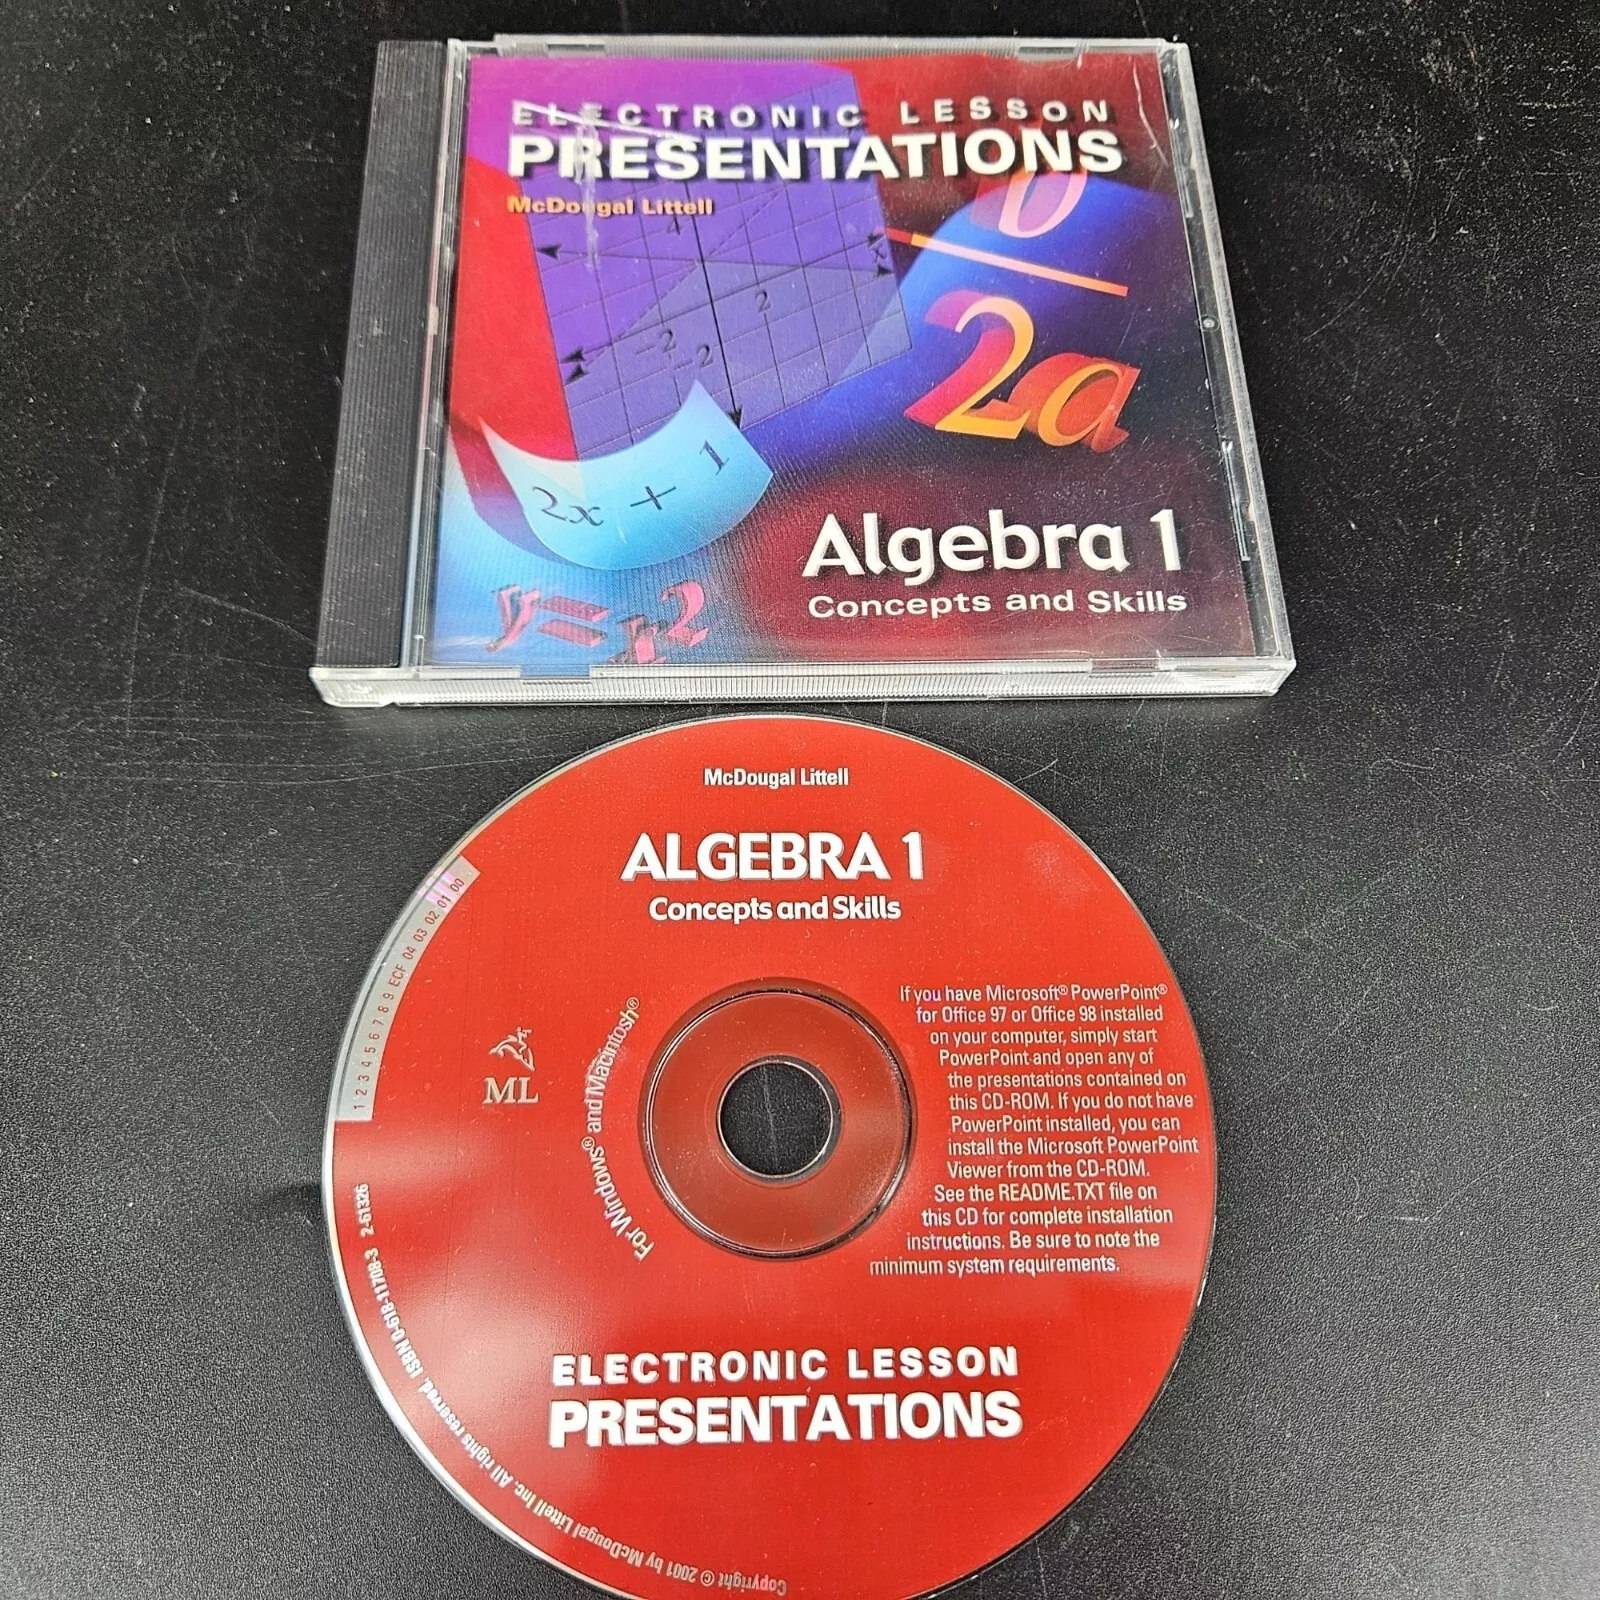 ELECTRONIC LESSON
PRESENTATIONS
McDougal Littell
4
x
2
-2
-2
b
2a
2x + 1
y=x²
Algebra 1
Concepts and Skills
McDougal Littell
ALGEBRA 1
Concepts and Skills
1 2 3 4 5 6 7 8 9 ECF 04 03 02 01 00
ML
For Windows® and Macintosh®
If you have Microsoft® PowerPoint®
for Office 97 or Office 98 installed
on your computer, simply start
PowerPoint and open any of
the presentations contained on
this CD-ROM. If you do not have
PowerPoint installed, you can
install the Microsoft PowerPoint
Viewer from the CD-ROM.
See the README.TXT file on
this CD for complete installation
instructions. Be sure to note the
minimum system requirements.
ELECTRONIC LESSON
PRESENTATIONS
Copyright © 2001 by McDougal Littell Inc. All rights reserved. ISBN 0-618-11708-3 2-61326